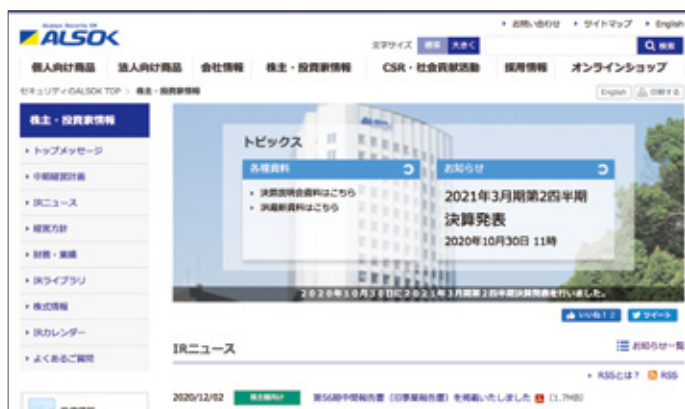 Always Security OK
ALSOK
お問い合わせ サイトマップ English
文字サイズ 標準 大きく 検索
個人向け商品 法人向け商品 会社情報 株主・投資家情報 CSR・社会貢献活動 採用情報 オンラインショップ
セキュリティのALSOK TOP > 株主・投資家情報
English 印刷する
株主・投資家情報
トップメッセージ
中期経営計画
IRニュース
経営方針
財務・業績
IRライブラリ
株式情報
IRカレンダー
よくあるご質問
ALSOK
トピックス
各種資料
決算説明会資料はこちら
IR最新資料はこちら
お知らせ
2021年3月期第2四半期
決算発表
2020年10月30日 11時
2020年10月30日に2021年3月期第2四半期決算発表を行いました。
いいね！2 ツイート
IRニュース
お知らせ一覧
RSSとは？ RSS
2020/12/02 株主様向け 第56期中間報告書（旧事業報告書）を掲載いたしました (1.7MB)